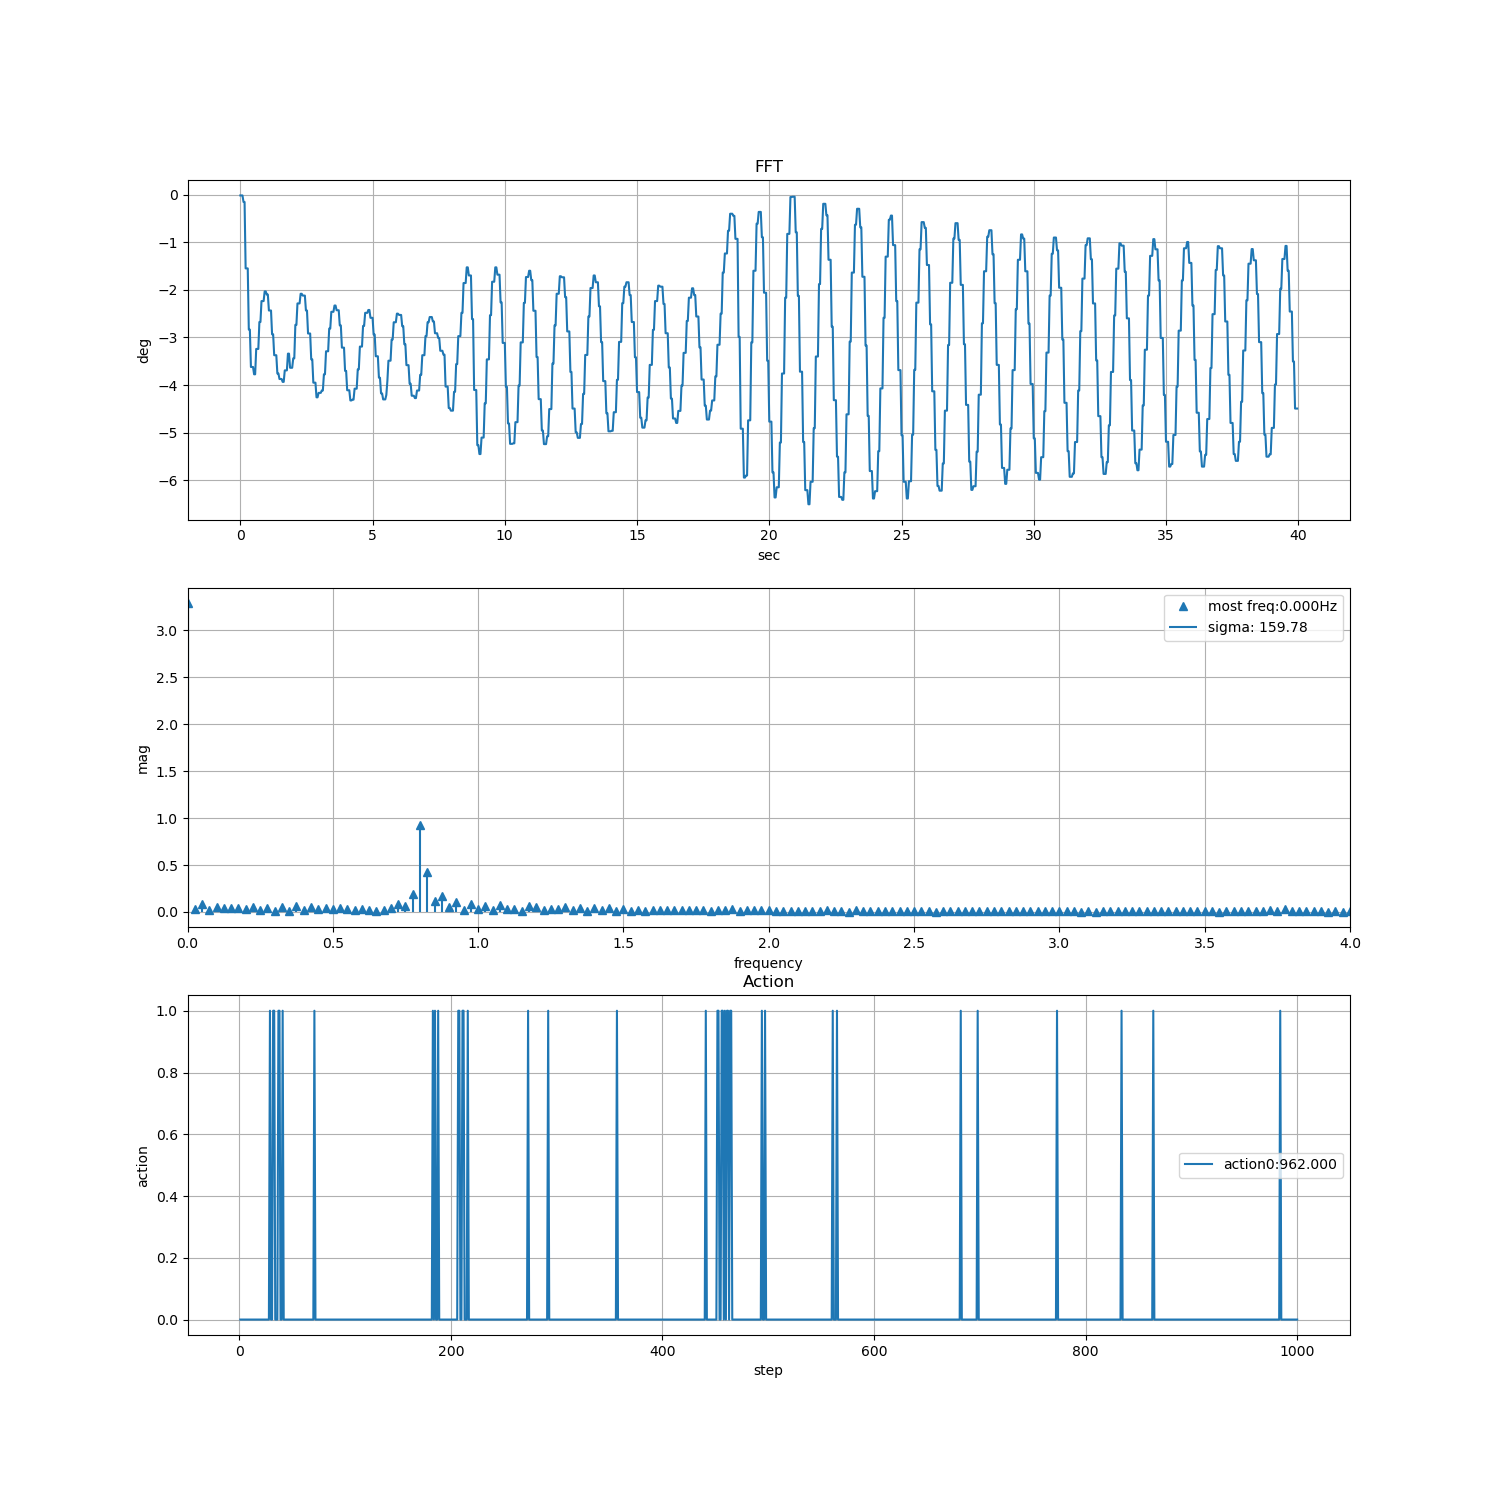 FFT
0
−1
−2
−3
−4
−5
−6
deg
0 5 10 15 20 25 30 35 40
sec
most freq:0.000Hz
sigma: 159.78
3.0
2.5
2.0
1.5
1.0
0.5
0.0
mag
0.0 0.5 1.0 1.5 2.0 2.5 3.0 3.5 4.0
frequency
Action
1.0
0.8
0.6
0.4
0.2
0.0
action
action0:962.000
0 200 400 600 800 1000
step